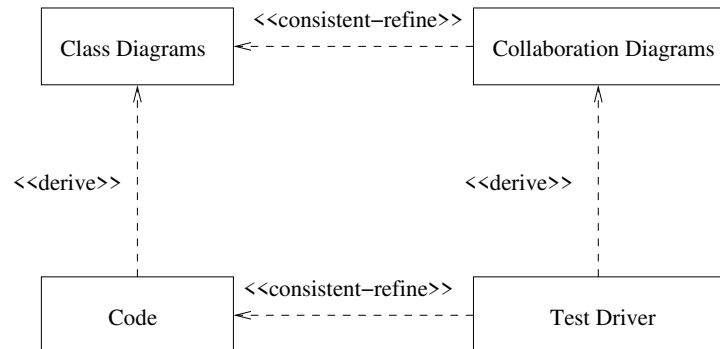 <<consistent−refine>>
Class Diagrams
Collaboration Diagrams
<<derive>>
<<derive>>
<<consistent−refine>>
Code
Test Driver